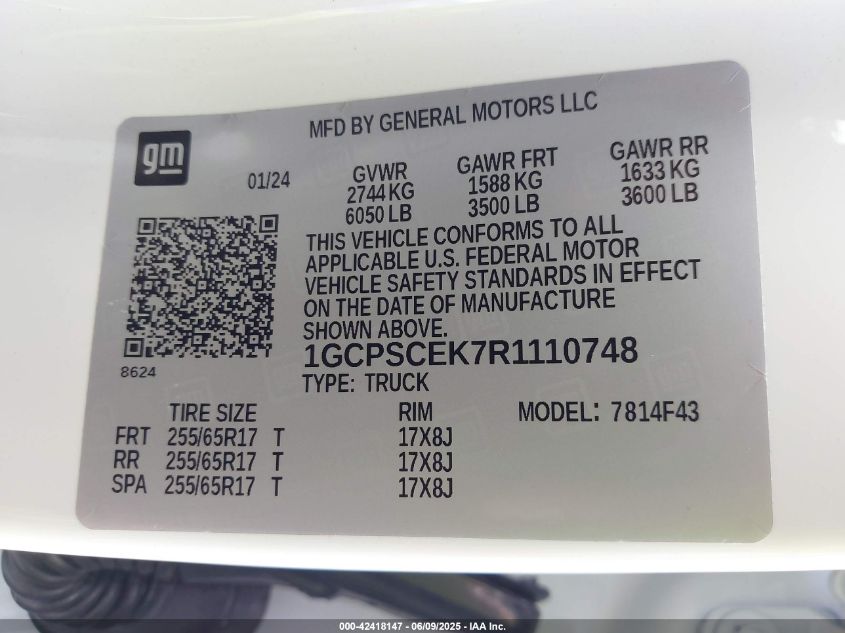 MFD BY GENERAL MOTORS LLC
gm
01/24
GVWR
2744 KG
6050 LB
GAWR FRT
1588 KG
3500 LB
GAWR RR
1633 KG
3600 LB
THIS VEHICLE CONFORMS TO ALL
APPLICABLE U.S. FEDERAL MOTOR
VEHICLE SAFETY STANDARDS IN EFFECT
ON THE DATE OF MANUFACTURE
SHOWN ABOVE.
8624
1GCPSCEK7R1110748
TYPE: TRUCK
TIRE SIZE RIM MODEL: 7814F43
FRT 255/65R17 T 17X8J
RR 255/65R17 T 17X8J
SPA 255/65R17 T 17X8J
000-42418147 - 06/09/2025 - IAA Inc.